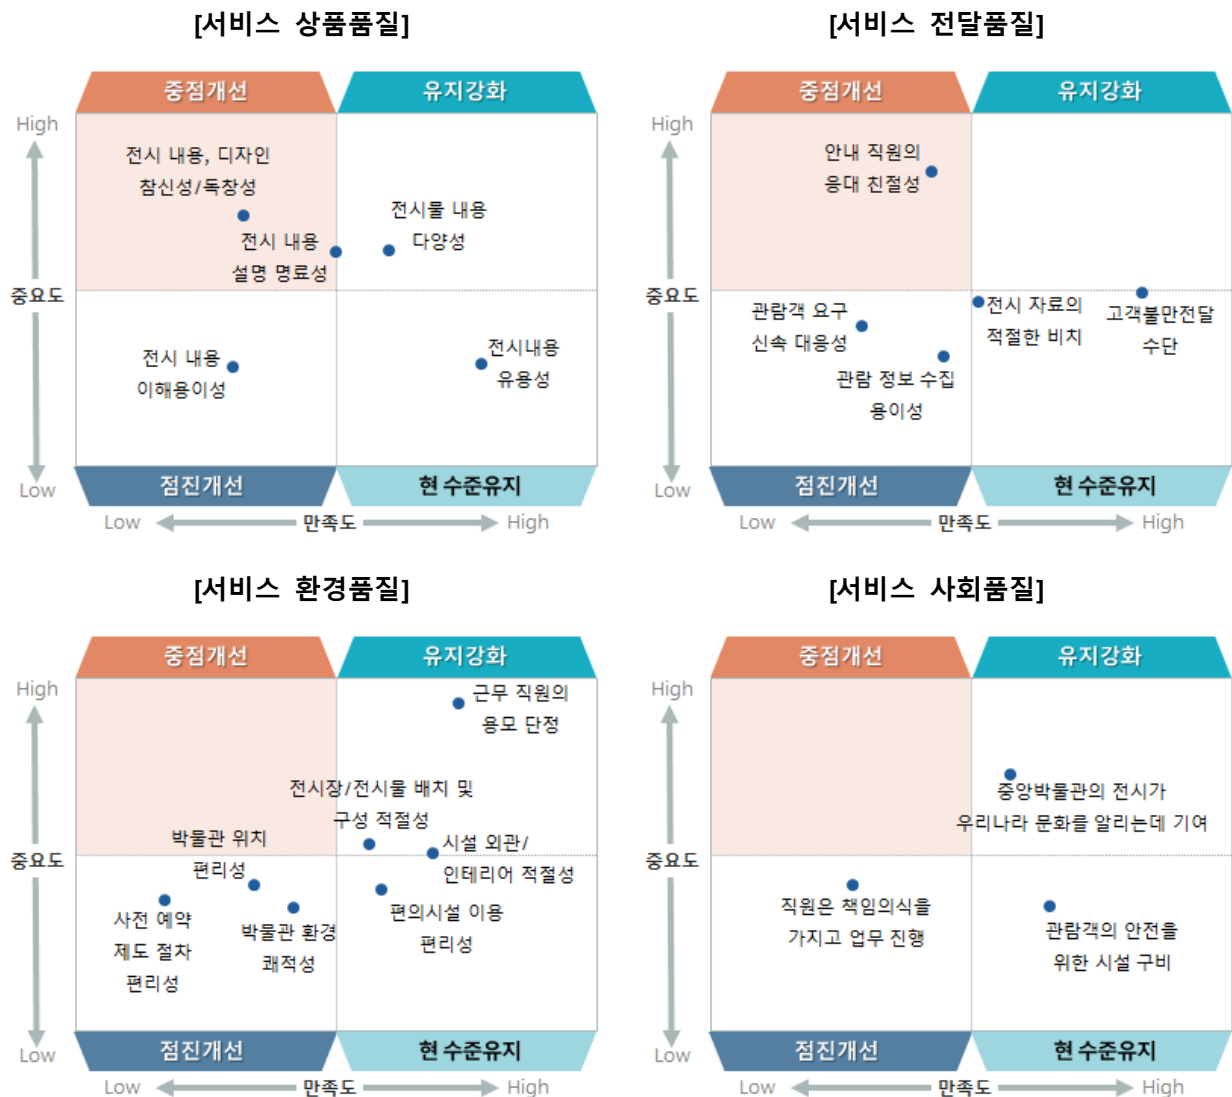 [서비스 상품품질]
중점개선
유지강화
High
전시 내용, 디자인
참신성/독창성
전시물 내용
다양성
전시 내용
설명 명료성
중요도
전시 내용
이해용이성
전시내용
유용성
Low
점진개선
현 수준유지
Low
만족도
High
[서비스 전달품질]
중점개선
유지강화
High
안내 직원의
응대 친절성
중요도
관람객 요구
신속 대응성
전시 자료의
적절한 비치
고객불만전달
수단
관람 정보 수집
용이성
Low
점진개선
현 수준유지
Low
만족도
High
[서비스 환경품질]
중점개선
유지강화
High
근무 직원의
용모 단정
전시장/전시물 배치 및
구성 적절성
박물관 위치
편리성
시설 외관/
인테리어 적절성
중요도
사전 예약
제도 절차
편리성
박물관 환경
쾌적성
편의시설 이용
편리성
Low
점진개선
현 수준유지
Low
만족도
High
[서비스 사회품질]
중점개선
유지강화
High
중앙박물관의 전시가
우리나라 문화를 알리는데 기여
중요도
직원은 책임의식을
가지고 업무 진행
관람객의 안전을
위한 시설 구비
Low
점진개선
현 수준유지
Low
만족도
High